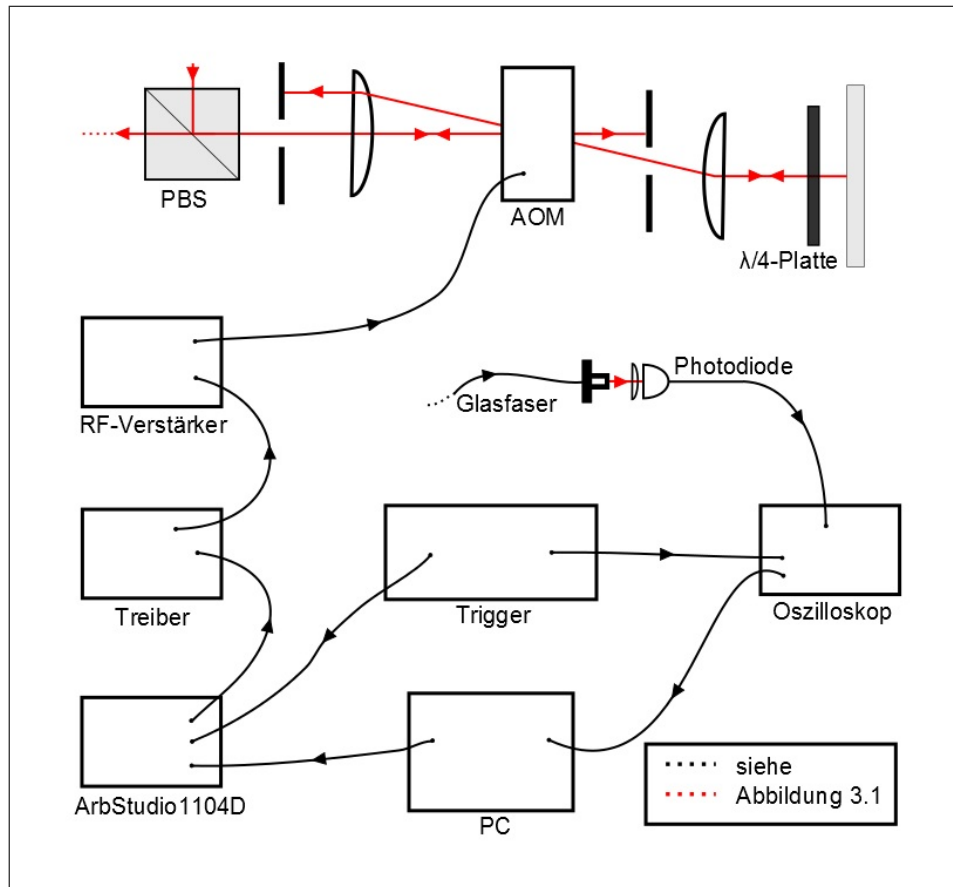 PBS
AOM
λ/4-Platte
RF-Verstärker
Photodiode
Glasfaser
Treiber
Trigger
Oszilloskop
ArbStudio1104D
PC
siehe
Abbildung 3.1